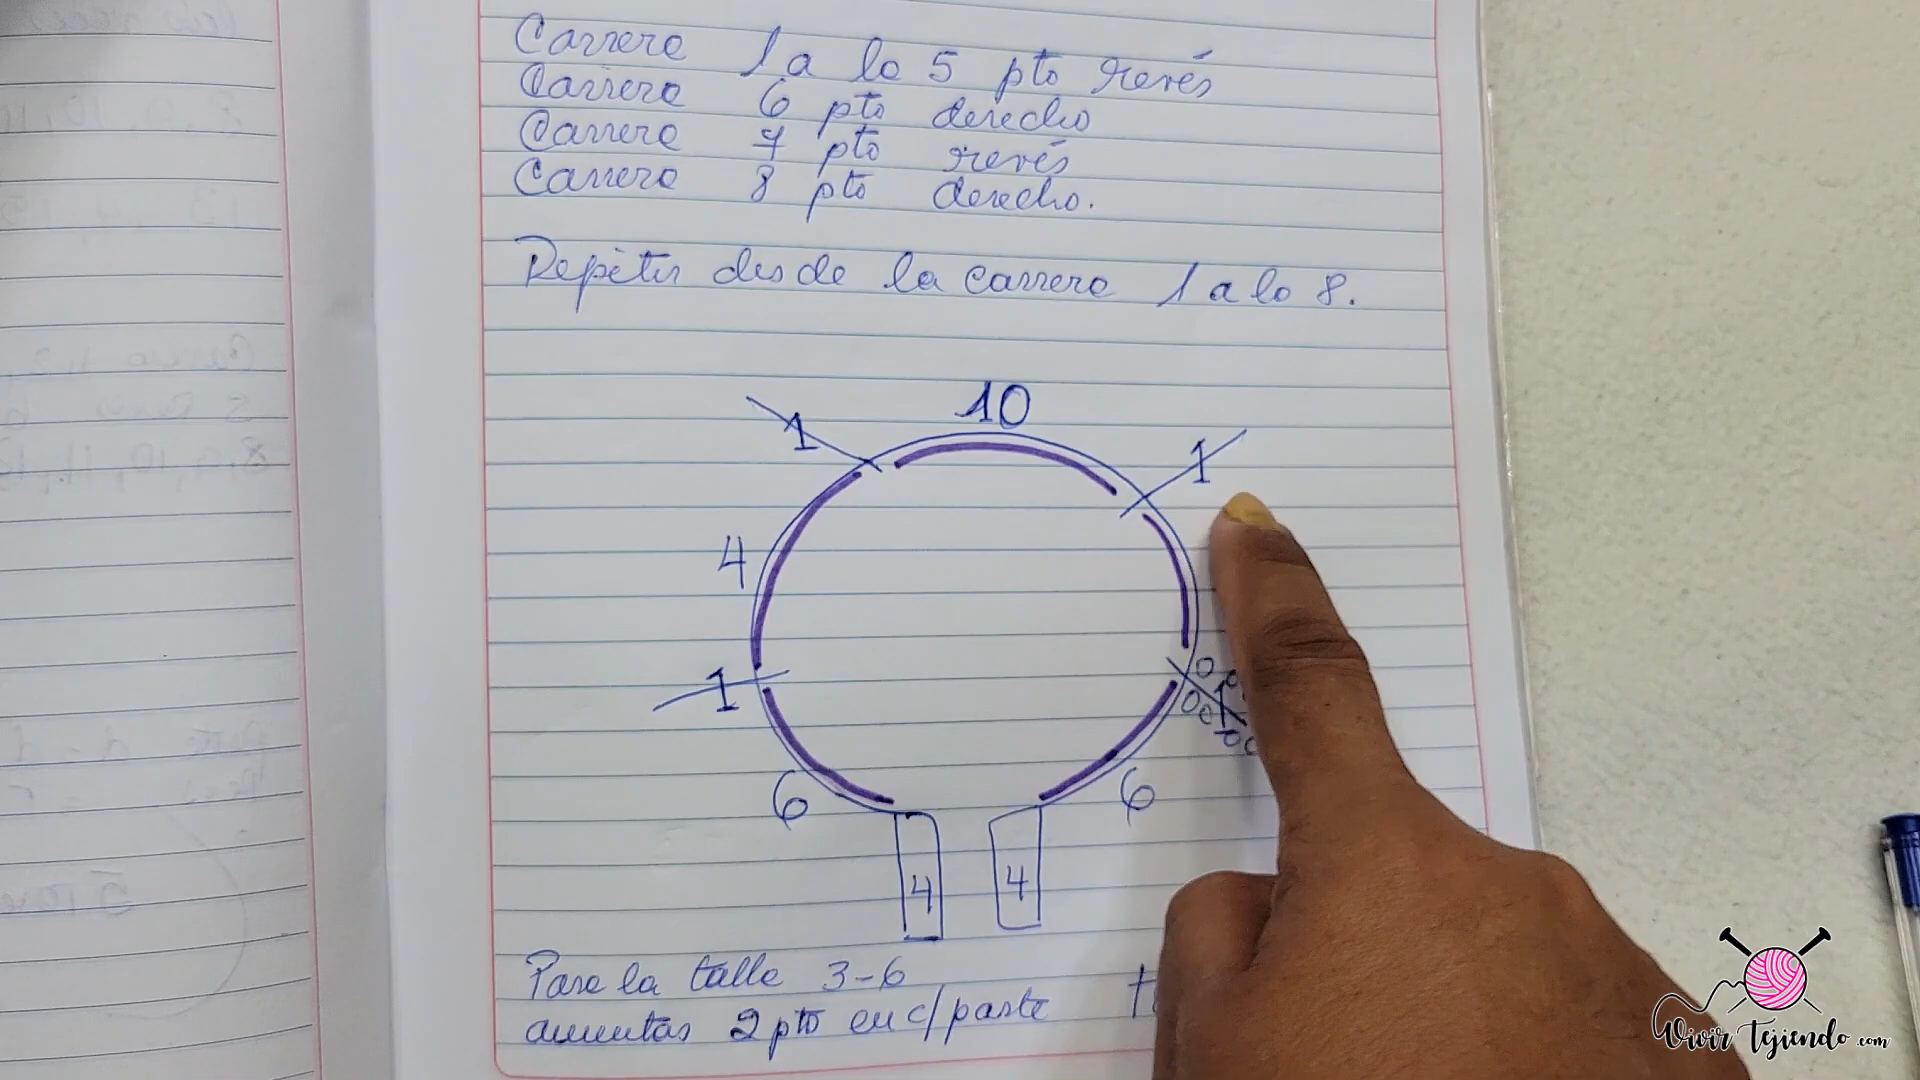 Carrera 1 a la 5 pto revés
Carrera 6 pto derecho
Carrera 7 pto revés
Carrera 8 pto derecho.
Repetir desde la carrera 1 a la 8.
10
1
1
4
1
1
6
6
4
4
Para la talla 3-6
aumentas 2 pto en c/parte
Vivir Tejiendo.com